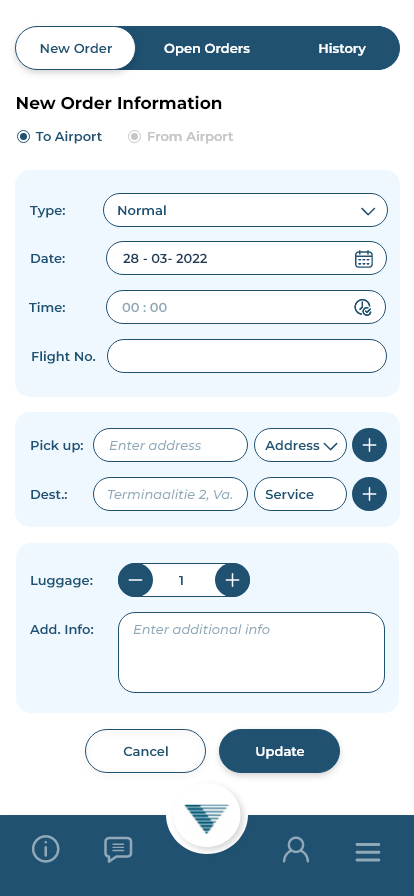 New Order Open Orders History
New Order Information
To Airport From Airport
Type: Normal
Date: 28 - 03- 2022
Time: 00 : 00
Flight No.
Pick up: Enter address Address
Dest.: Terminaalitie 2, Va. Service
Luggage: 1
Add. Info: Enter additional info
Cancel Update